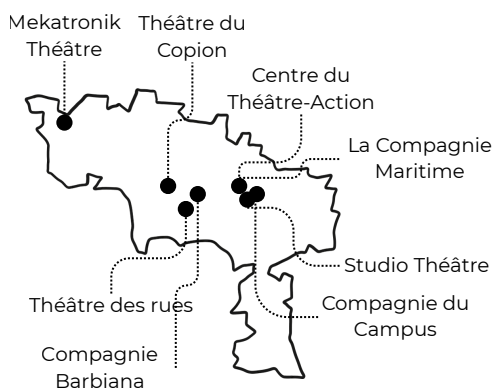 Mekatronik
Théâtre
Théâtre du
Copion
Centre du
Théâtre-Action
La Compagnie
Maritime
Studio Théâtre
Théâtre des rues
Compagnie du
Campus
Compagnie
Barbiana